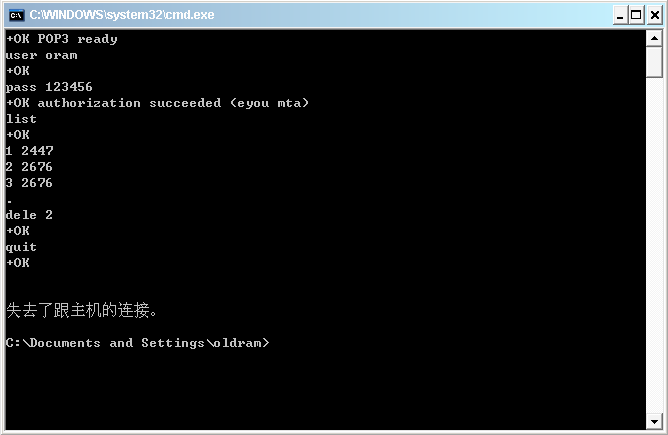 C:\WINDOWS\system32\cmd.exe
+OK POP3 ready
user oram
+OK
pass 123456
+OK authorization succeeded (eyou mta)
list
+OK
1 2447
2 2676
3 2676
.
dele 2
+OK
quit
+OK
失去了跟主机的连接。
C:\Documents and Settings\oldram>